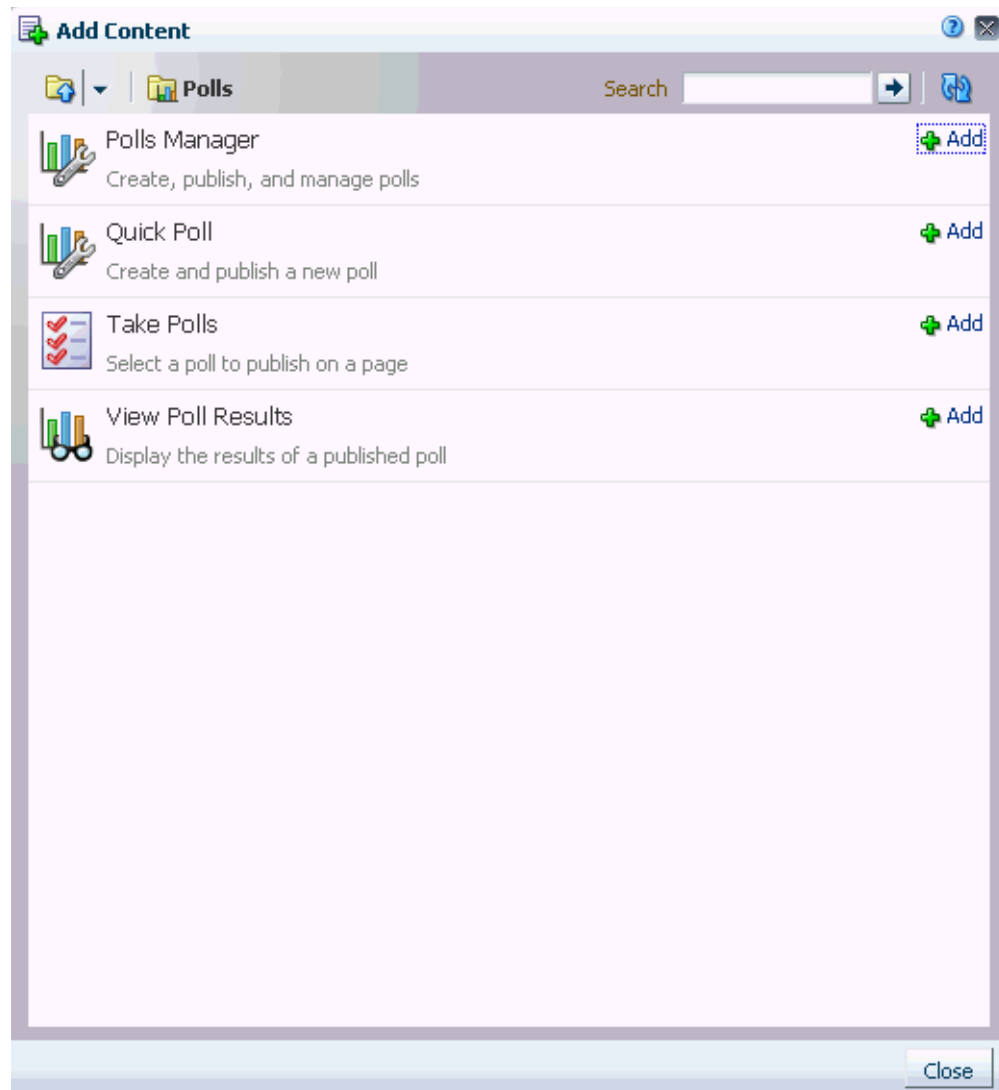 Add Content
Polls
Search
Polls Manager
Add
Create, publish, and manage polls
Quick Poll
Add
Create and publish a new poll
Take Polls
Add
Select a poll to publish on a page
View Poll Results
Add
Display the results of a published poll
Close